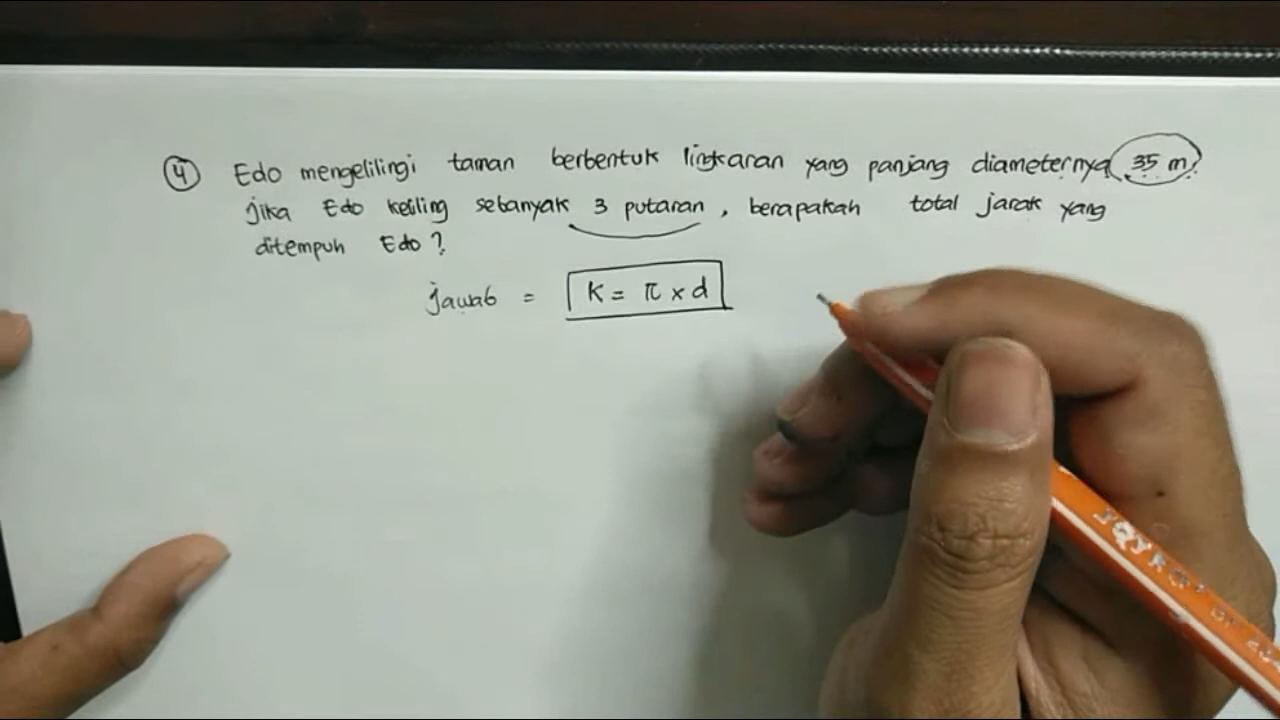 4 Edo mengelilingi taman berbentuk lingkaran yang panjang diameternya 35 m.
jika Edo keliling sebanyak 3 putaran, berapakah total jarak yang
ditempuh Edo?
jawab = K = π x d